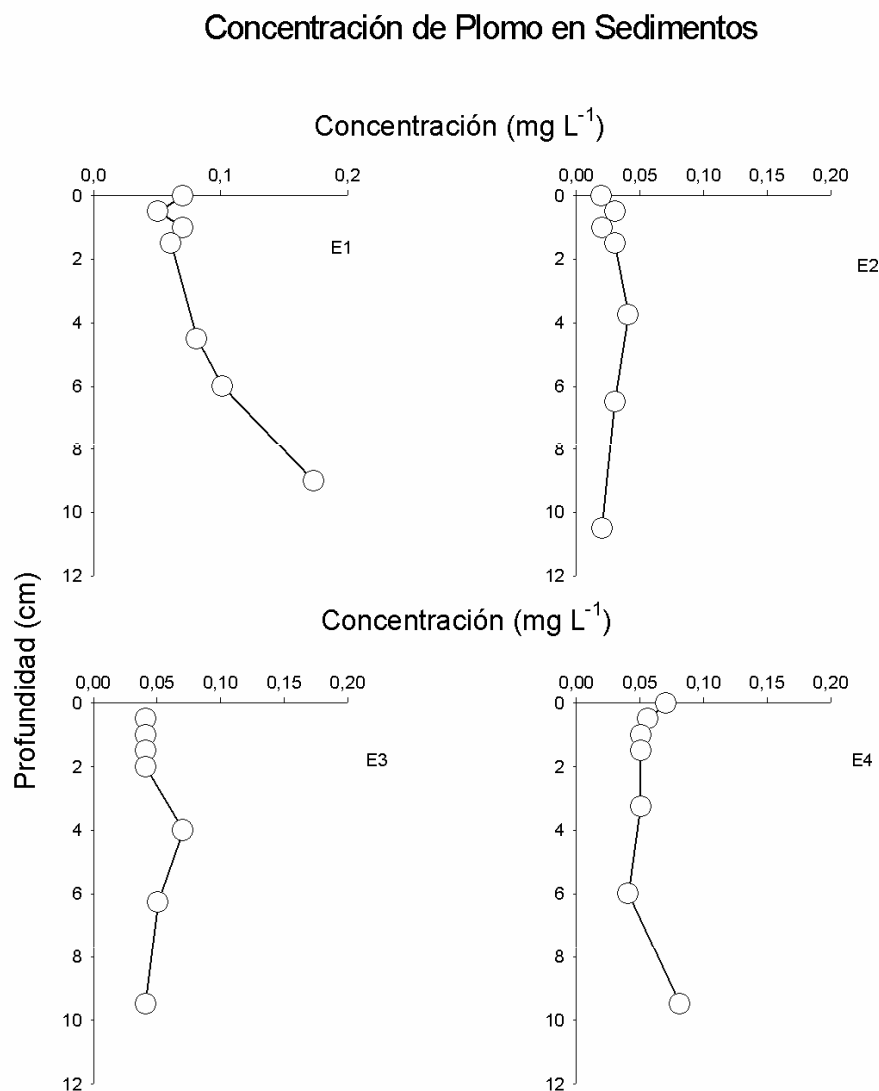 Concentración de Plomo en Sedimentos
Concentración (mg L⁻¹)
0,0 0,1 0,2
0,00 0,05 0,10 0,15 0,20
0
2
4
6
8
10
12
E1
0
2
4
6
8
10
12
E2
Profundidad (cm)
Concentración (mg L⁻¹)
0,00 0,05 0,10 0,15 0,20
0,00 0,05 0,10 0,15 0,20
0
2
4
6
8
10
12
E3
0
2
4
6
8
10
12
E4